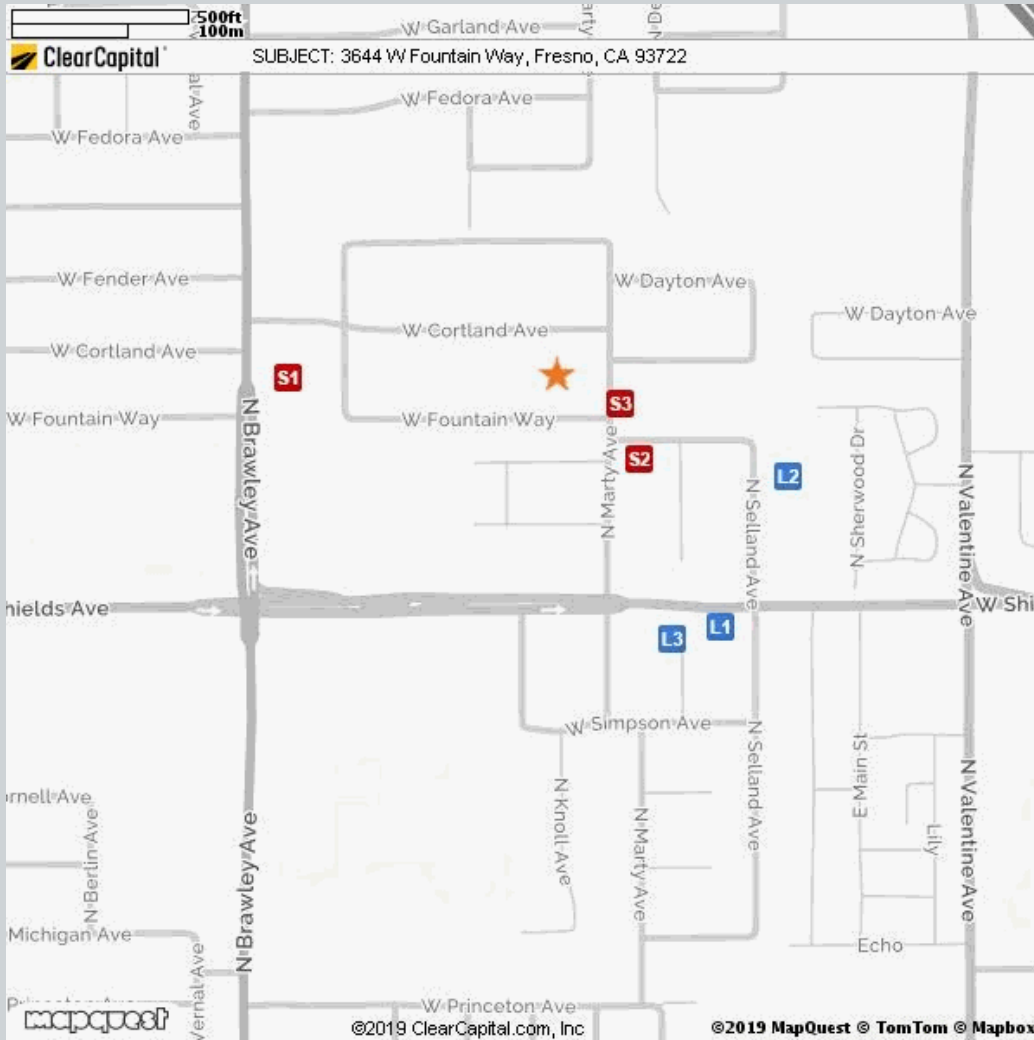 500ft
100m
W Garland Ave
ClearCapital
SUBJECT: 3644 W Fountain Way, Fresno, CA 93722
W Fedora Ave
W Fedora Ave
W Fender Ave
W Dayton Ave
W Dayton Ave
W Cortland Ave
W Cortland Ave
S1
S3
W Fountain Way
W Fountain Way
S2
L2
N Brawley Ave
N Marty Ave
N Selland Ave
N Sherwood Dr
N Valentine Ave
hields Ave
W Shi
L1
L3
W Simpson Ave
N Selland Ave
N Knoll Ave
N Marty Ave
E Main St
Lily
N Valentine Ave
rnell Ave
N Berlin Ave
N Brawley Ave
Michigan Ave
Echo
Vernal Ave
W Princeton Ave
mapquest
©2019 ClearCapital.com, Inc
©2019 MapQuest © TomTom © Mapbox